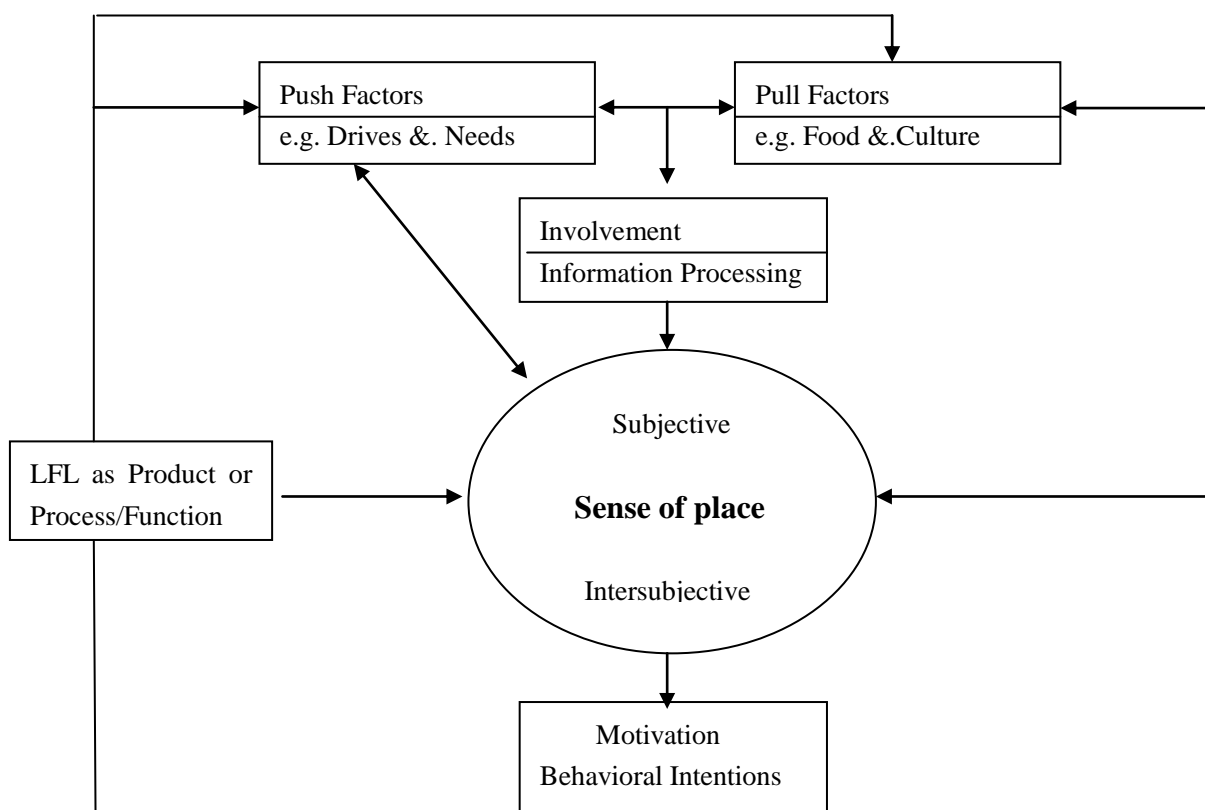 Push Factors
e.g. Drives &. Needs
Pull Factors
e.g. Food &.Culture
Involvement
Information Processing
Subjective
LFL as Product or
Process/Function
Sense of place
Intersubjective
Motivation
Behavioral Intentions